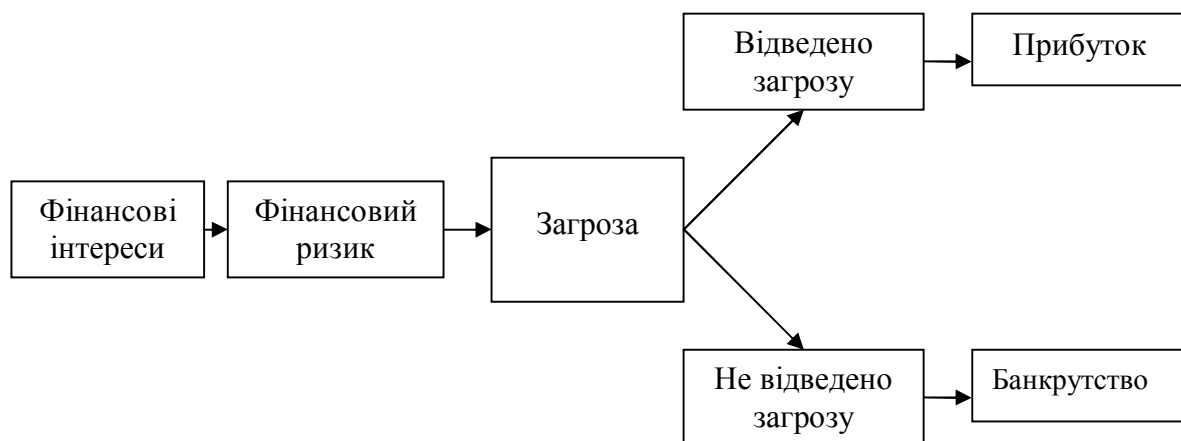 Відведено
загрозу
Прибуток
Фінансові
інтереси
Фінансовий
ризик
Загроза
Не відведено
загрозу
Банкрутство